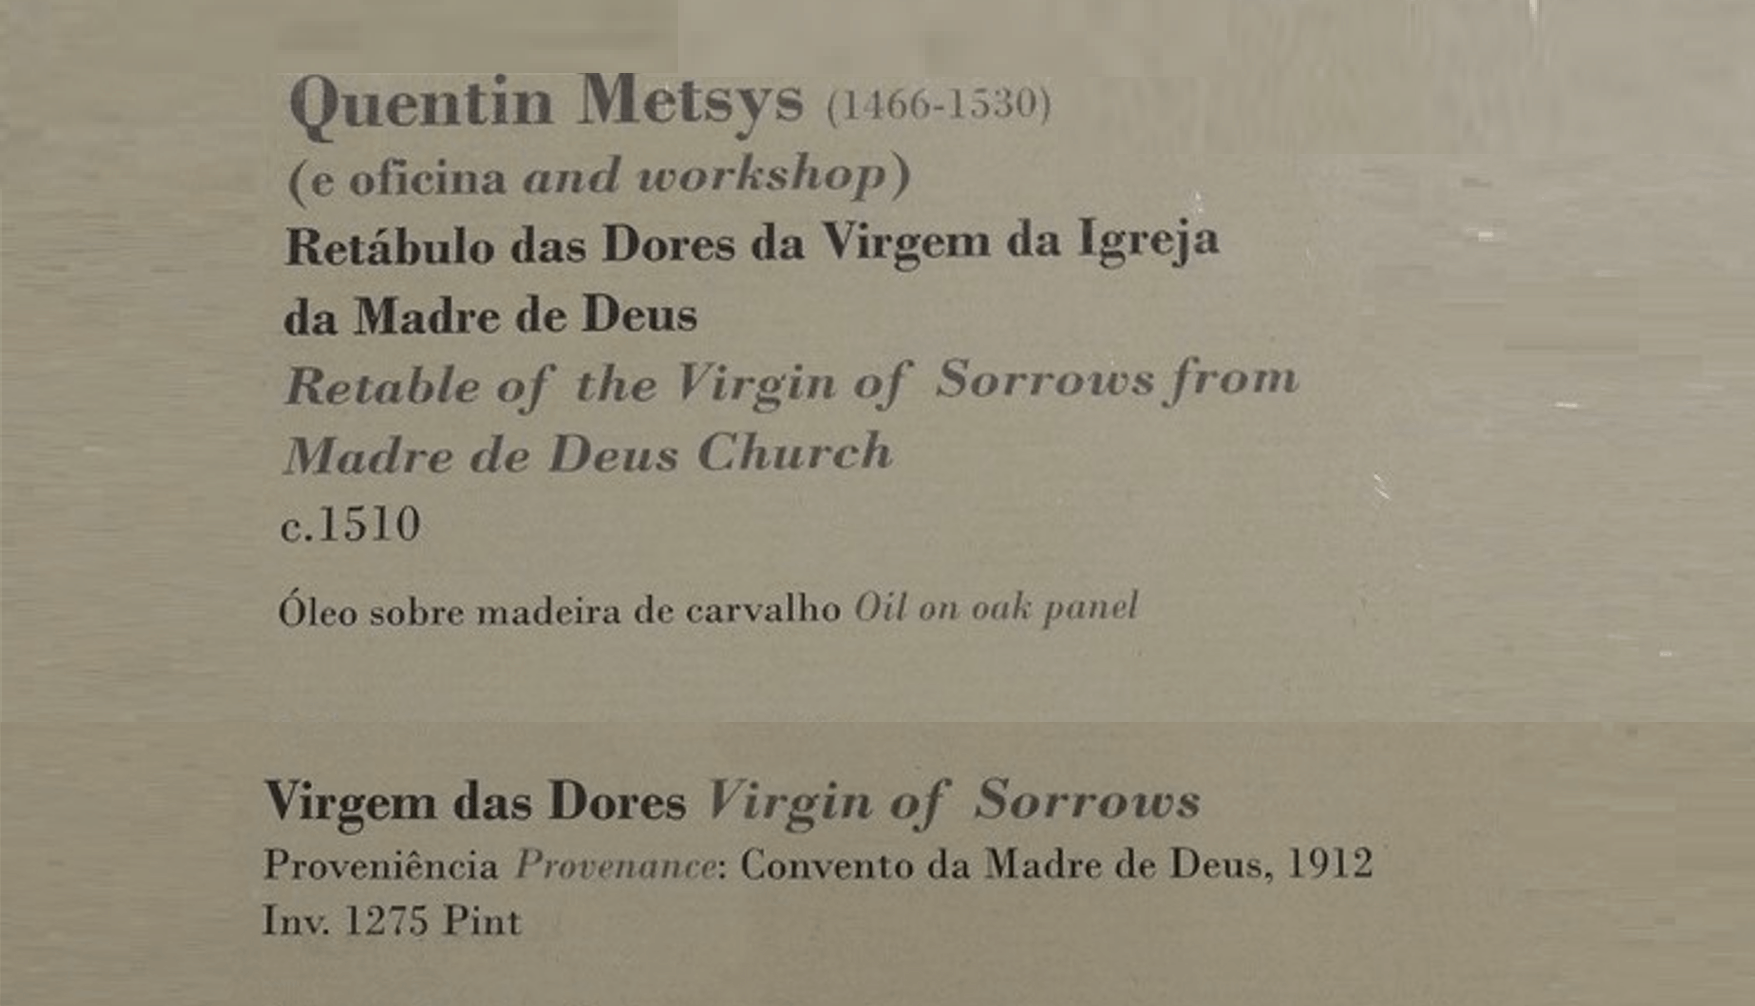 Quentin Metsys (1466-1530)
(e oficina and workshop)
Retábulo das Dores da Virgem da Igreja
da Madre de Deus
Retable of the Virgin of Sorrows from
Madre de Deus Church
c.1510
Óleo sobre madeira de carvalho Oil on oak panel
Virgem das Dores Virgin of Sorrows
Proveniência Provenance: Convento da Madre de Deus, 1912
Inv. 1275 Pint